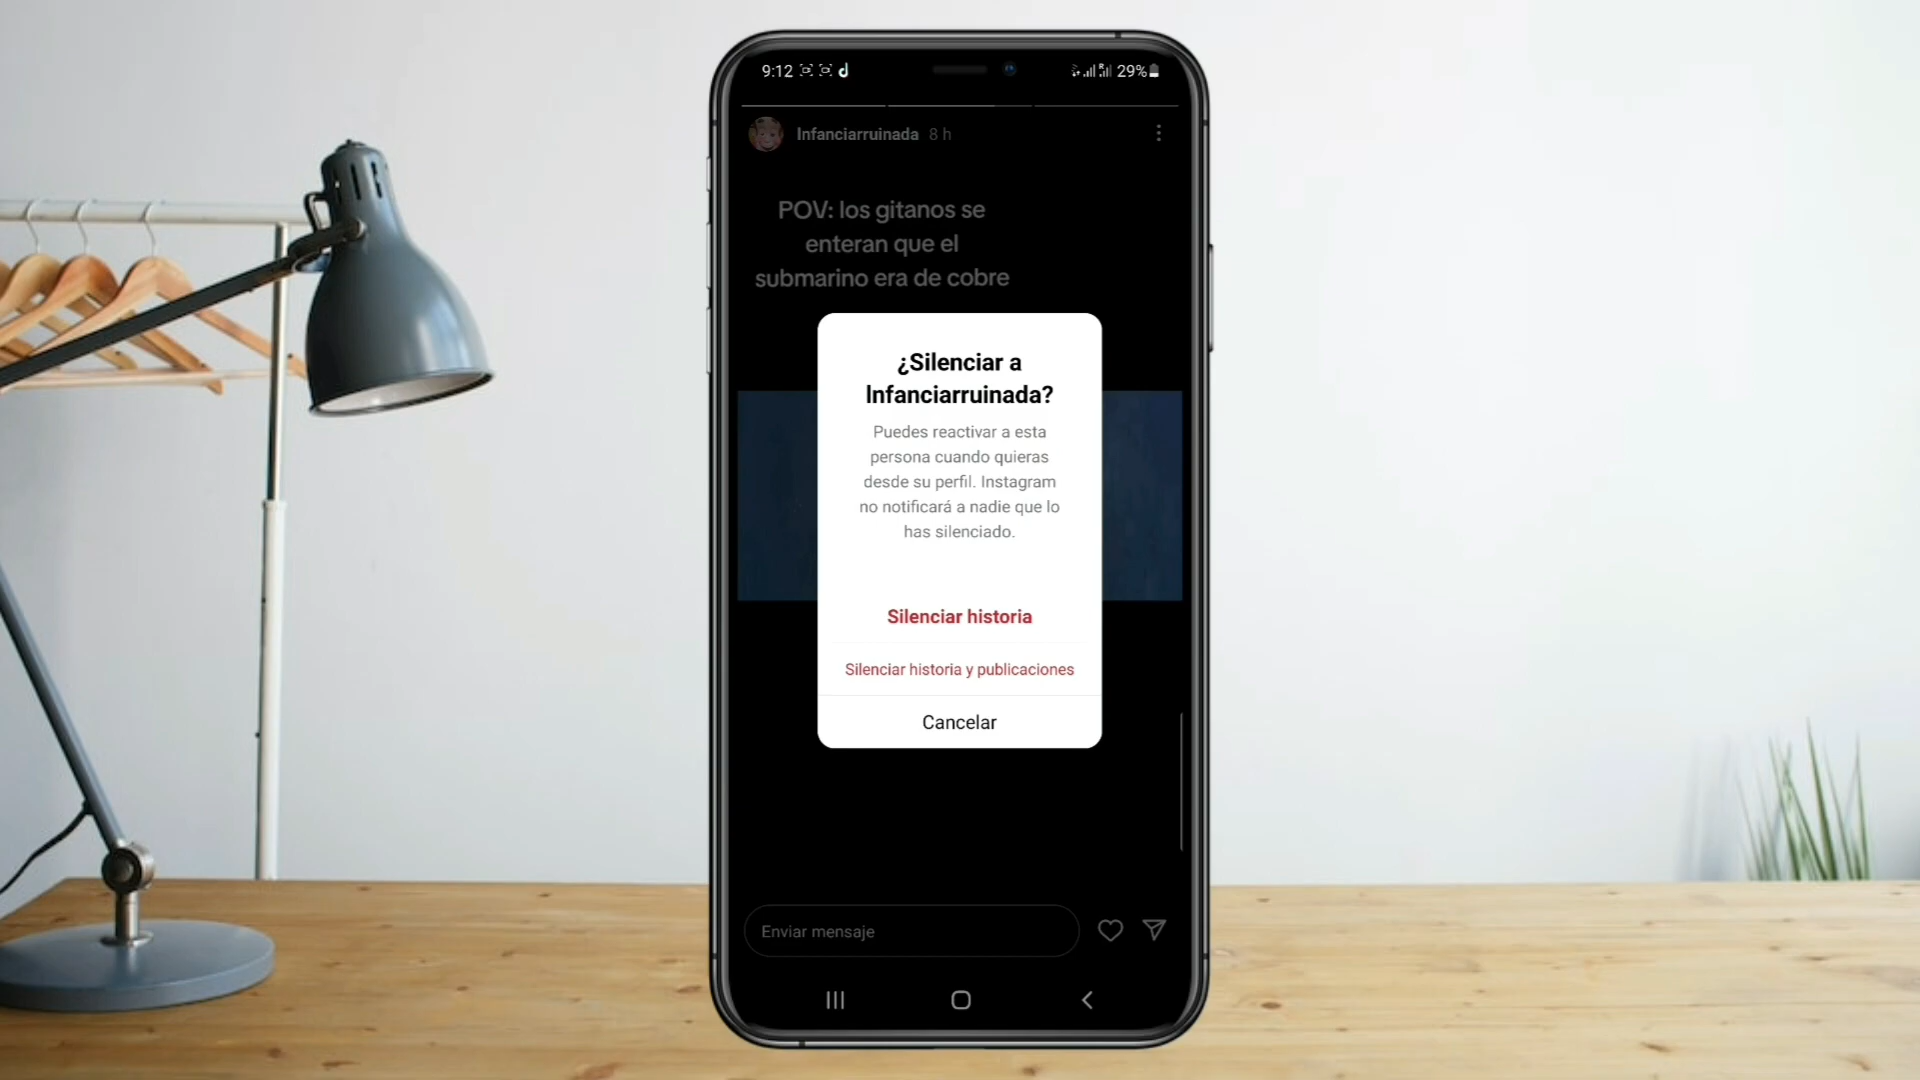 9:12
29%
Infanciarruinada 8 h
POV: los gitanos se
enteran que el
submarino era de cobre
¿Silenciar a
Infanciarruinada?
Puedes reactivar a esta
persona cuando quieras
desde su perfil. Instagram
no notificará a nadie que lo
has silenciado.
Silenciar historia
Silenciar historia y publicaciones
Cancelar
Enviar mensaje